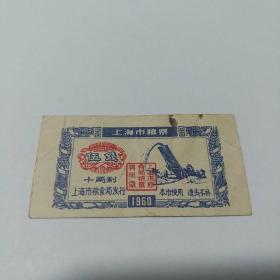 上海市粮票
伍钱
十两制
上海市粮食局发行
本市使用 遗失不补
1960